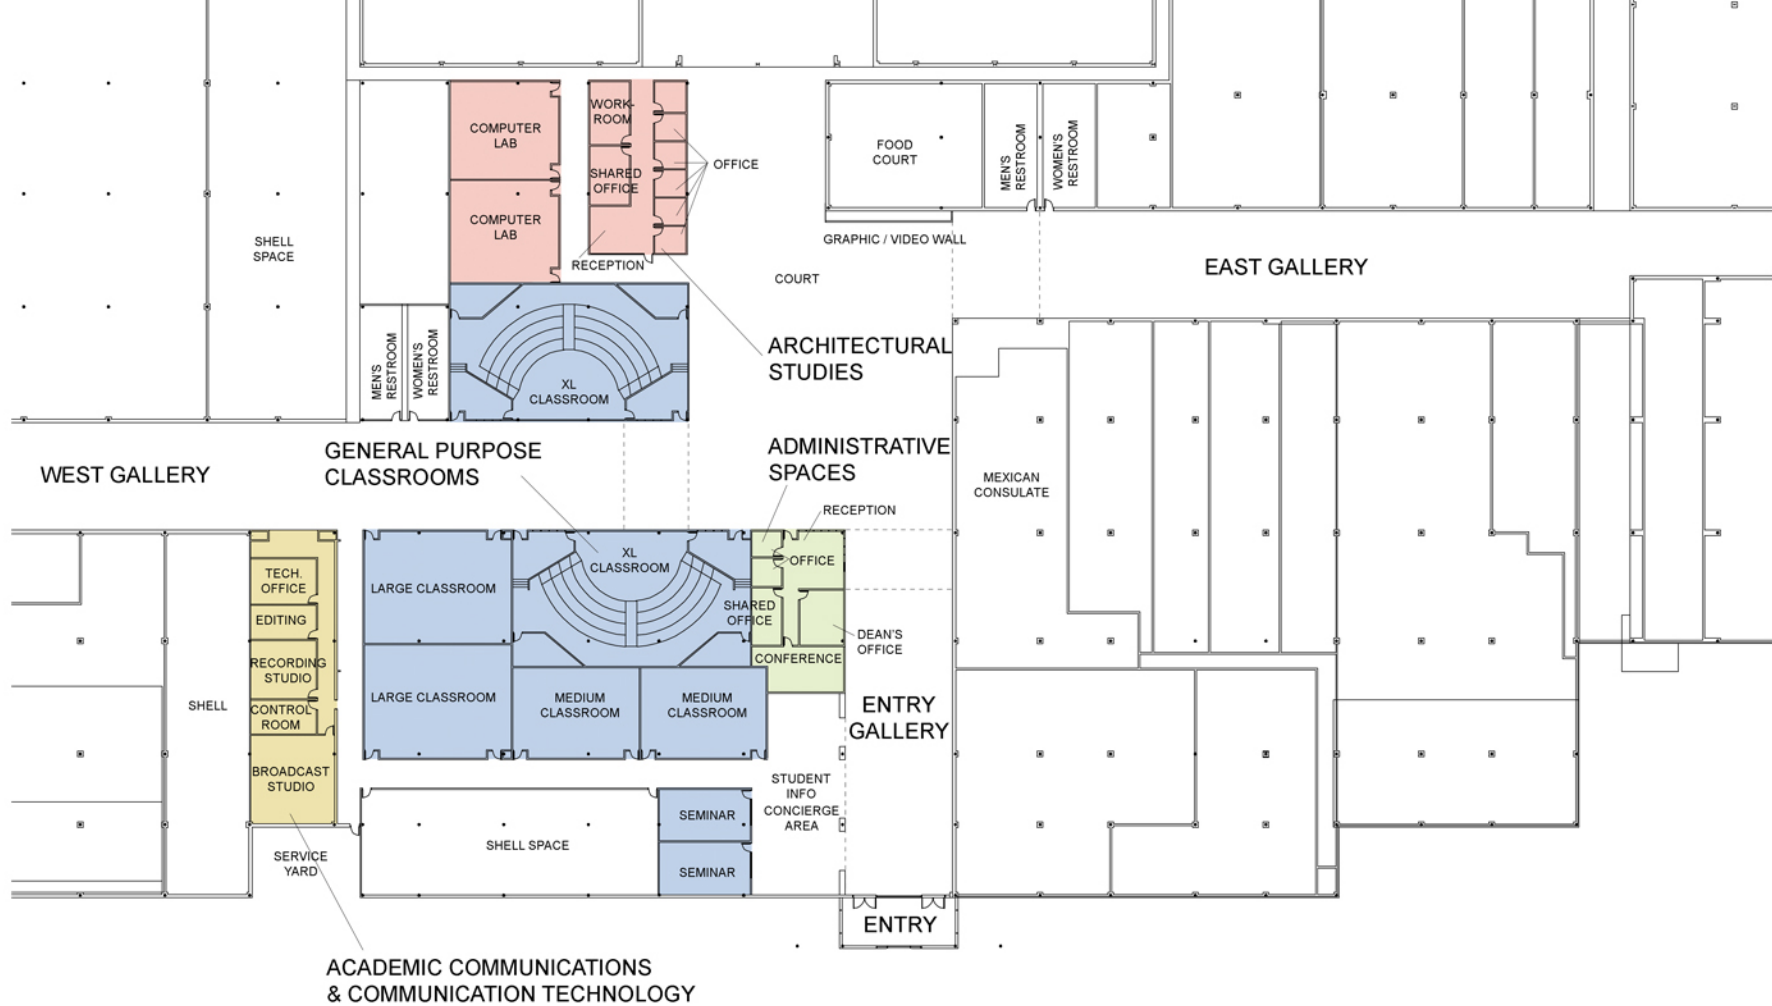 WORK-
ROOM
COMPUTER
LAB
OFFICE
FOOD
COURT
MEN'S
RESTROOM
WOMEN'S
RESTROOM
SHARED
OFFICE
COMPUTER
LAB
GRAPHIC / VIDEO WALL
SHELL
SPACE
RECEPTION
EAST GALLERY
COURT
ARCHITECTURAL
STUDIES
MEN'S
RESTROOM
WOMEN'S
RESTROOM
XL
CLASSROOM
GENERAL PURPOSE
CLASSROOMS
ADMINISTRATIVE
SPACES
WEST GALLERY
MEXICAN
CONSULATE
RECEPTION
XL
CLASSROOM
OFFICE
TECH.
OFFICE
LARGE CLASSROOM
SHARED
OFFICE
EDITING
DEAN'S
OFFICE
CONFERENCE
RECORDING
STUDIO
LARGE CLASSROOM
MEDIUM
CLASSROOM
MEDIUM
CLASSROOM
SHELL
CONTROL
ROOM
ENTRY
GALLERY
BROADCAST
STUDIO
STUDENT
INFO
CONCIERGE
AREA
SEMINAR
SHELL SPACE
SERVICE
YARD
SEMINAR
ENTRY
ACADEMIC COMMUNICATIONS
& COMMUNICATION TECHNOLOGY